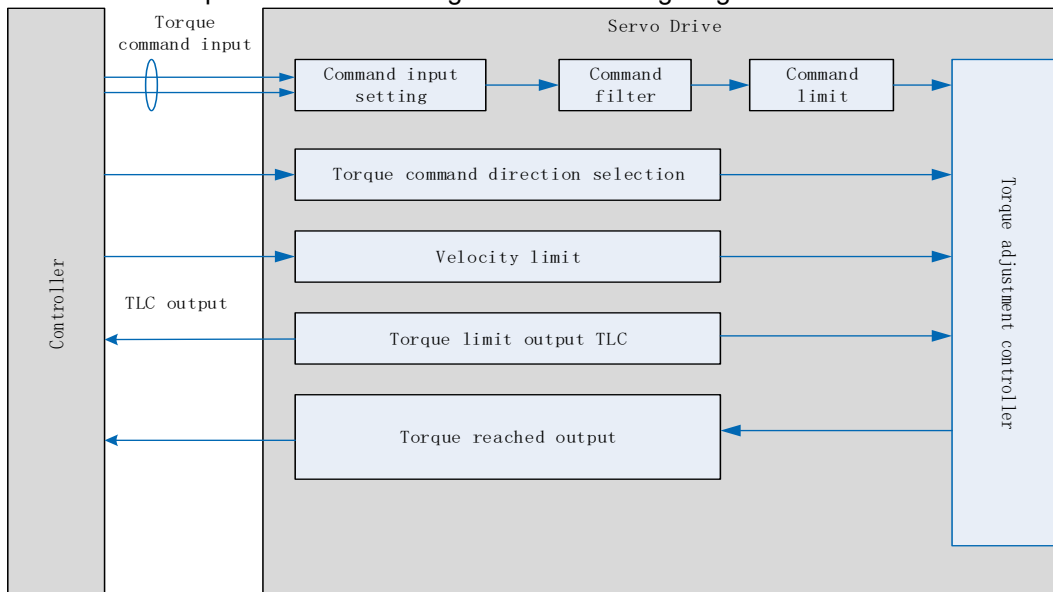 Torque
command input
Servo Drive
Command input
setting
Command
filter
Command
limit
Torque command direction selection
Velocity limit
TLC output
Torque limit output TLC
Torque reached output
Controller
Torque adjustment controller